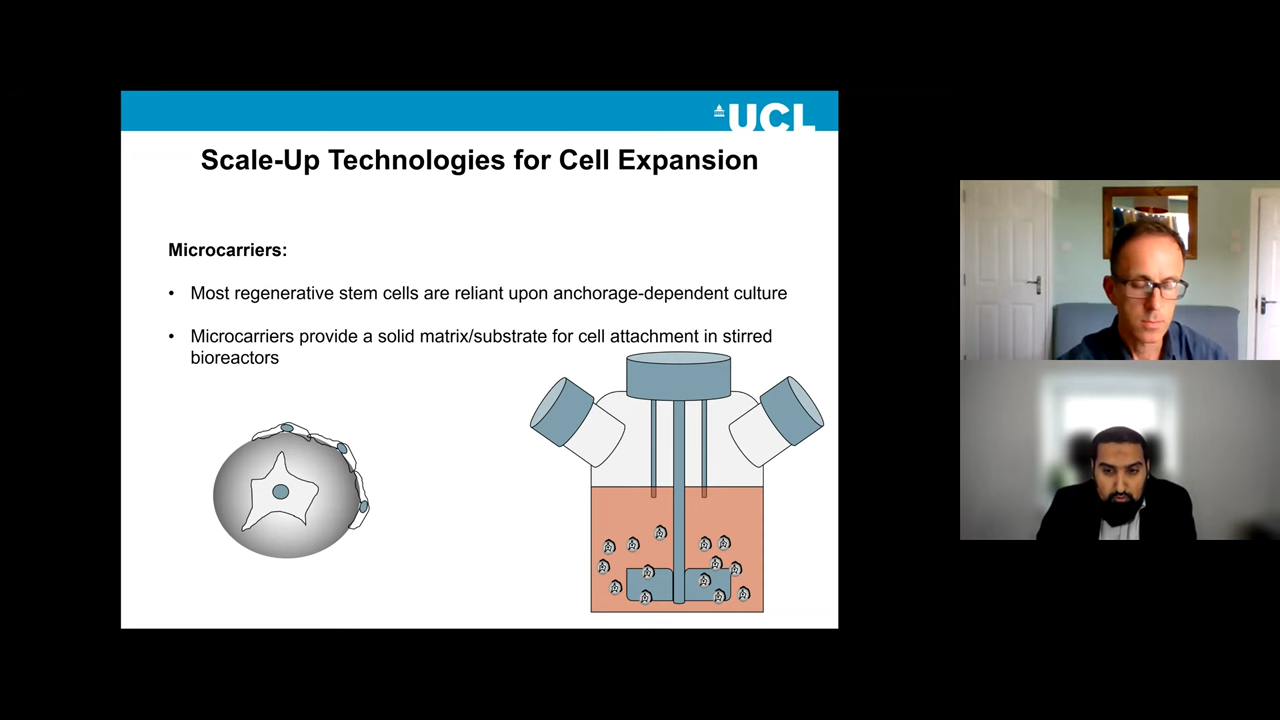 UCL
Scale-Up Technologies for Cell Expansion
Microcarriers:
• Most regenerative stem cells are reliant upon anchorage-dependent culture
• Microcarriers provide a solid matrix/substrate for cell attachment in stirred
bioreactors